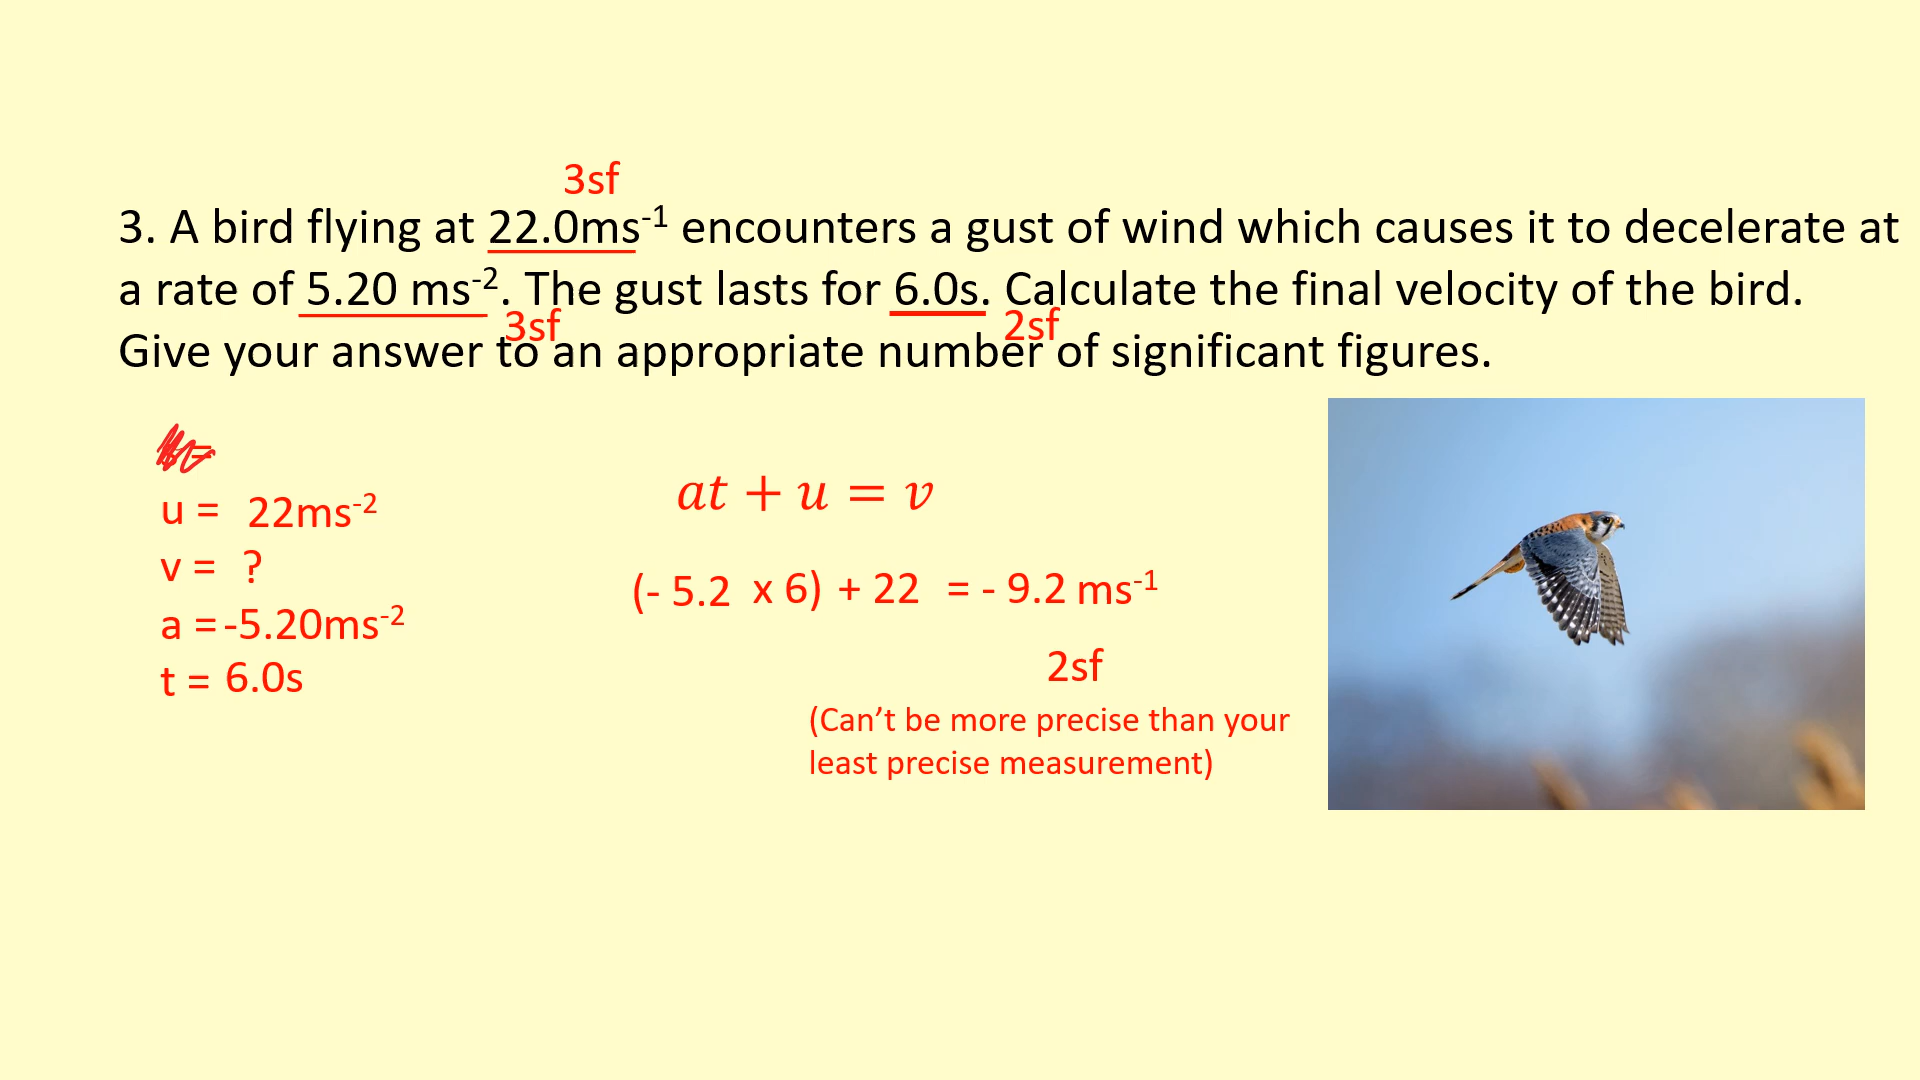 3sf
3. A bird flying at 22.0ms⁻¹ encounters a gust of wind which causes it to decelerate at
a rate of 5.20 ms⁻². The gust lasts for 6.0s. Calculate the final velocity of the bird.
3sf 2sf
Give your answer to an appropriate number of significant figures.
=
u = 22ms⁻²
v = ?
a = -5.20ms⁻²
t = 6.0s
at + u = v
(- 5.2 x 6) + 22 = - 9.2 ms⁻¹
2sf
(Can’t be more precise than your
least precise measurement)